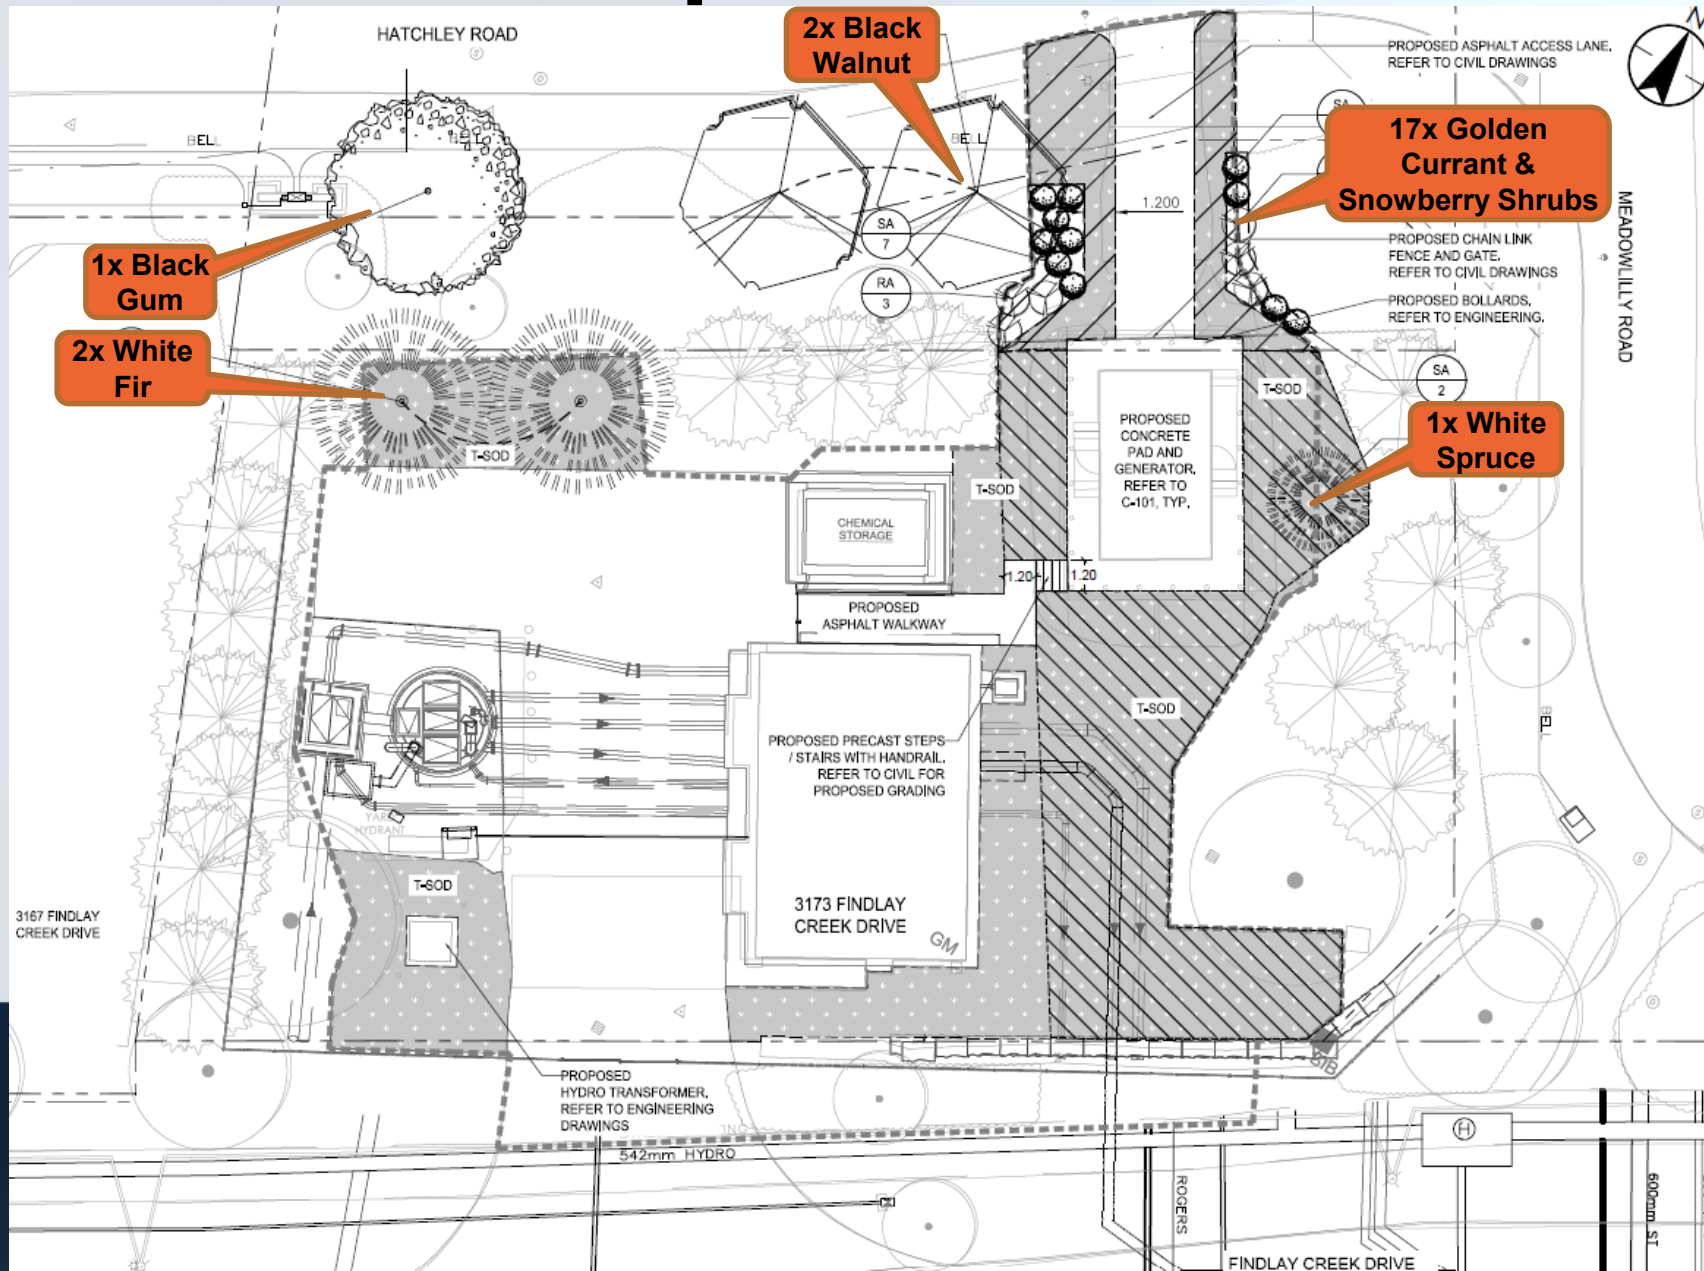 HATCHLEY ROAD
2x Black
Walnut
N
PROPOSED ASPHALT ACCESS LANE,
REFER TO CIVIL DRAWINGS
BELL
BELL
BELL
SA
17x Golden
Currant &
Snowberry Shrubs
MEADOWLILLY ROAD
1.200
SA
7
RA
3
PROPOSED CHAIN LINK
FENCE AND GATE.
REFER TO CIVIL DRAWINGS
PROPOSED BOLLARDS,
REFER TO ENGINEERING.
1x Black
Gum
2x White
Fir
SA
2
T-SOD
1x White
Spruce
PROPOSED
CONCRETE
PAD AND
GENERATOR,
REFER TO
C-101, TYP.
T-SOD
T-SOD
CHEMICAL
STORAGE
1.20
1.20
PROPOSED
ASPHALT WALKWAY
T-SOD
BELL
PROPOSED PRECAST STEPS
/ STAIRS WITH HANDRAIL.
REFER TO CIVIL FOR
PROPOSED GRADING
YARD
HYDRANT
T-SOD
3167 FINDLAY
CREEK DRIVE
3173 FINDLAY
CREEK DRIVE
GM
SIB
PROPOSED
HYDRO TRANSFORMER,
REFER TO ENGINEERING
DRAWINGS
542mm HYDRO
H
ROGERS
600mm ST
FINDLAY CREEK DRIVE